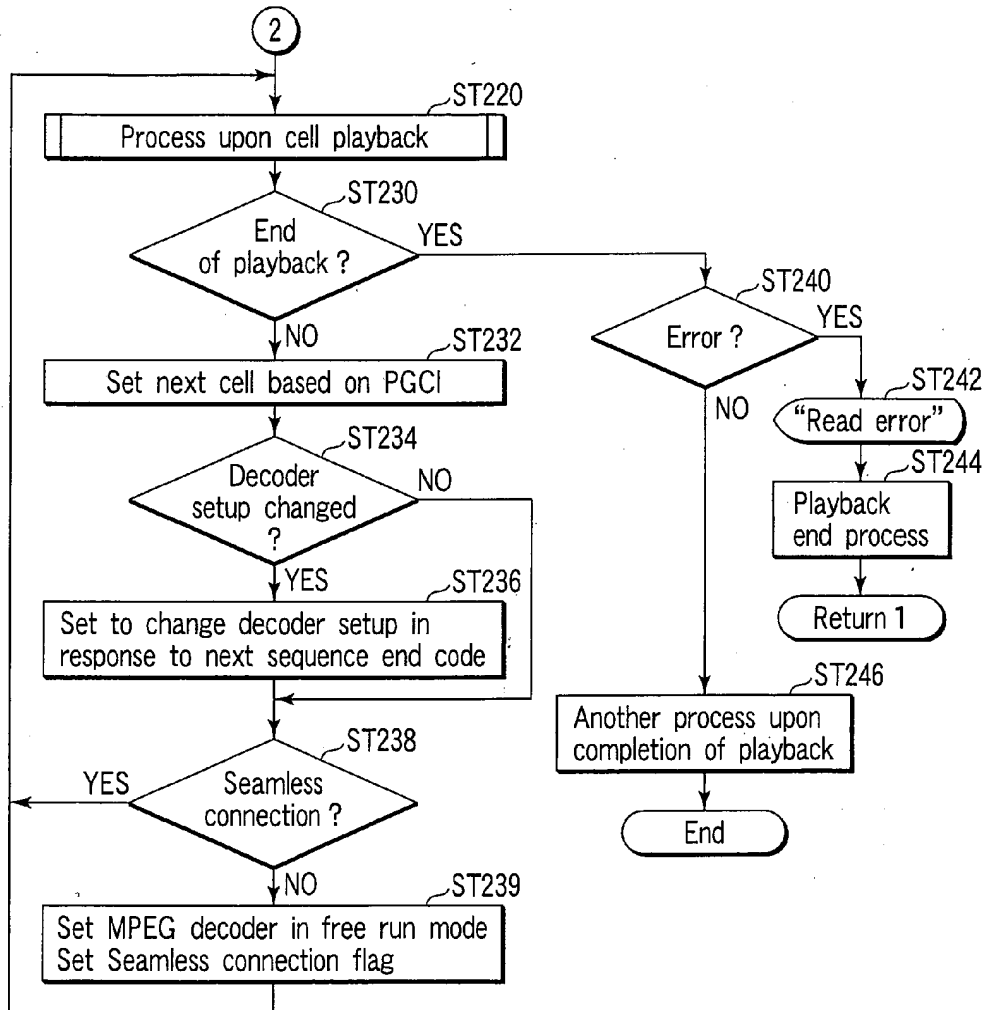 2
ST220
Process upon cell playback
ST230
End
of playback ?
YES
NO
ST232
Set next cell based on PGCI
ST234
Decoder
setup changed
?
NO
YES
ST236
Set to change decoder setup in
response to next sequence end code
ST238
YES
Seamless
connection ?
NO
ST239
Set MPEG decoder in free run mode
Set Seamless connection flag
ST240
Error ?
YES
NO
ST242
“Read error”
ST244
Playback
end process
Return 1
ST246
Another process upon
completion of playback
End